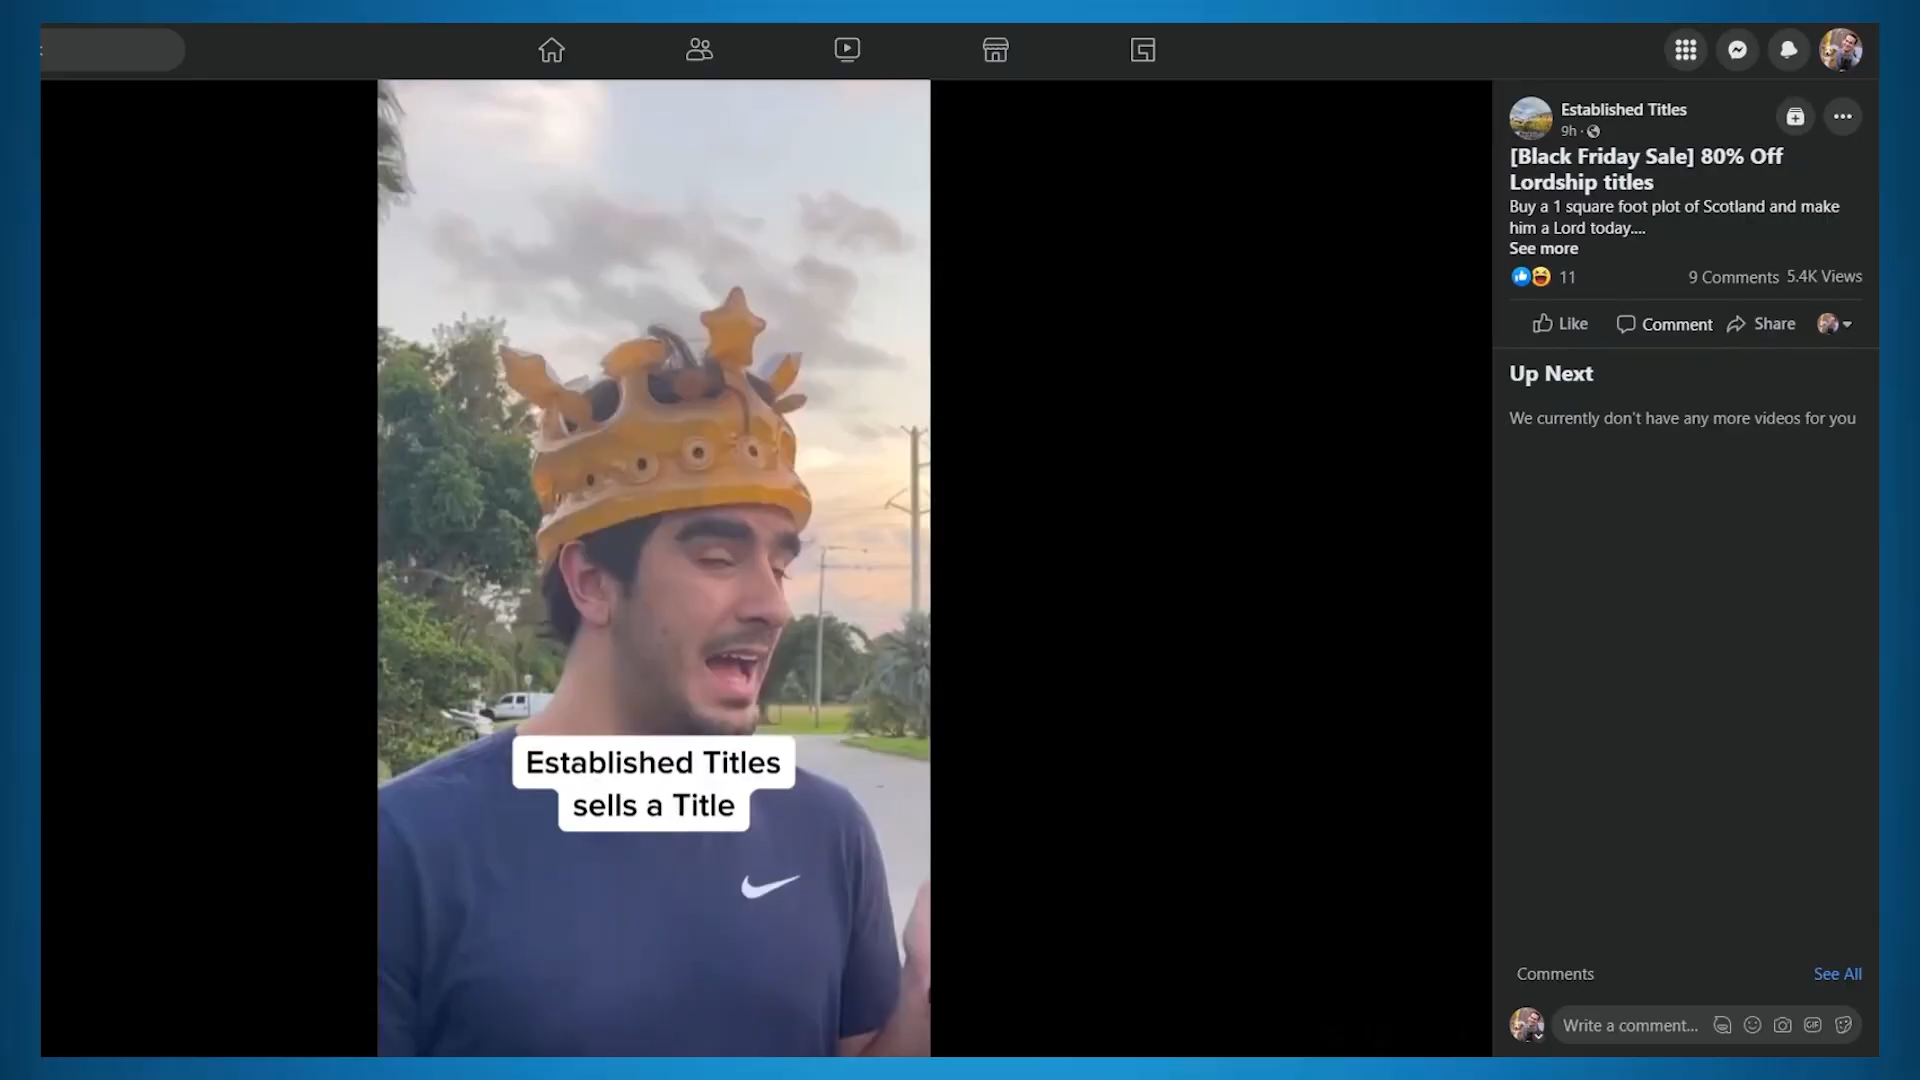 Established Titles
9h
[Black Friday Sale] 80% Off
Lordship titles
Buy a 1 square foot plot of Scotland and make
him a Lord today....
See more
11
9 Comments 5.4K Views
Like
Comment
Share
Up Next
We currently don't have any more videos for you
Established Titles
sells a Title
Comments
See All
Write a comment...
GIF